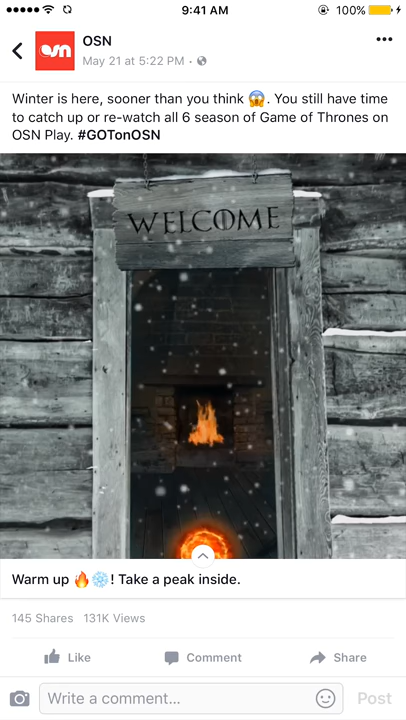 9:41 AM
100%
osn
OSN
May 21 at 5:22 PM •
Winter is here, sooner than you think 😱. You still have time
to catch up or re-watch all 6 season of Game of Thrones on
OSN Play. #GOTonOSN
WELCOME
Warm up 🔥❄️! Take a peak inside.
145 Shares 131K Views
Like Comment Share
Write a comment... Post